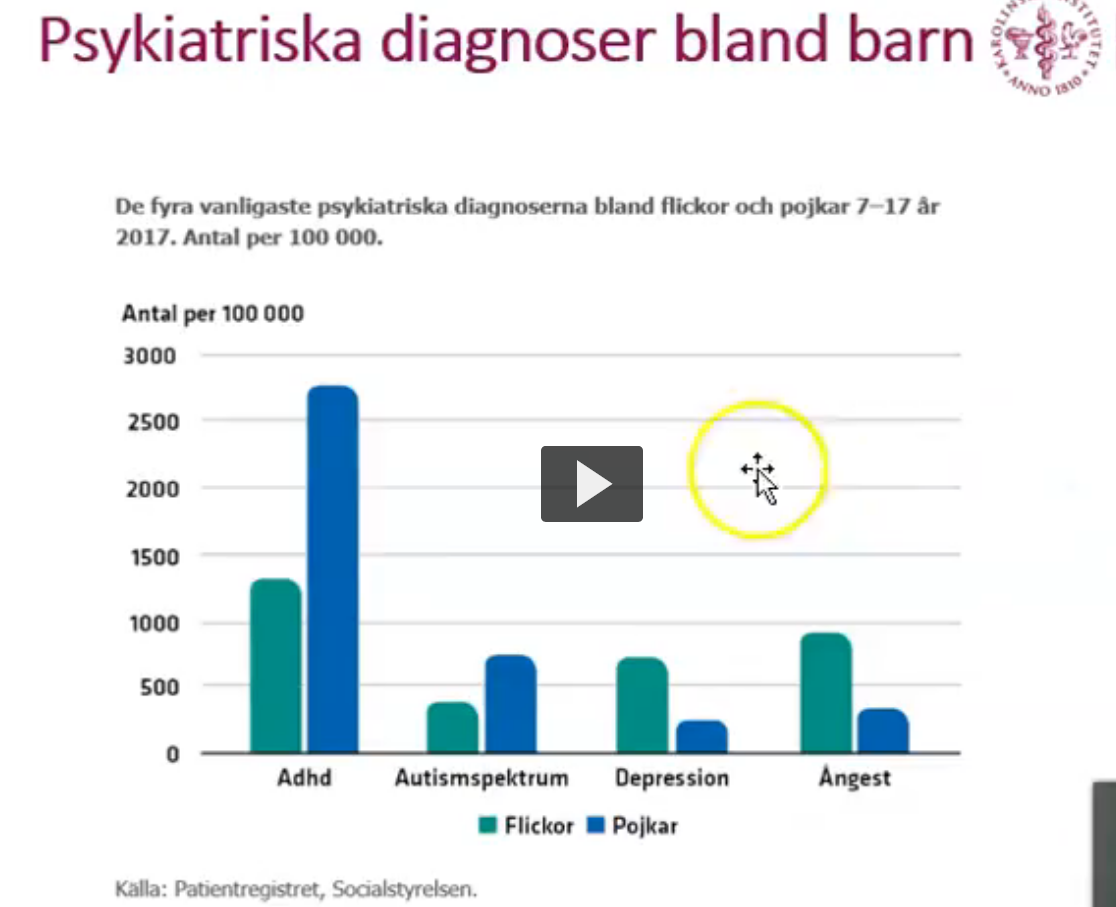 Psykiatriska diagnoser bland barn
ANNO 1810
De fyra vanligaste psykiatriska diagnoserna bland flickor och pojkar 7–17 år
2017. Antal per 100 000.
Antal per 100 000
3000
2500
2000
1500
1000
500
0
Adhd Autismspektrum Depression Ångest
Flickor Pojkar
Källa: Patientregistret, Socialstyrelsen.